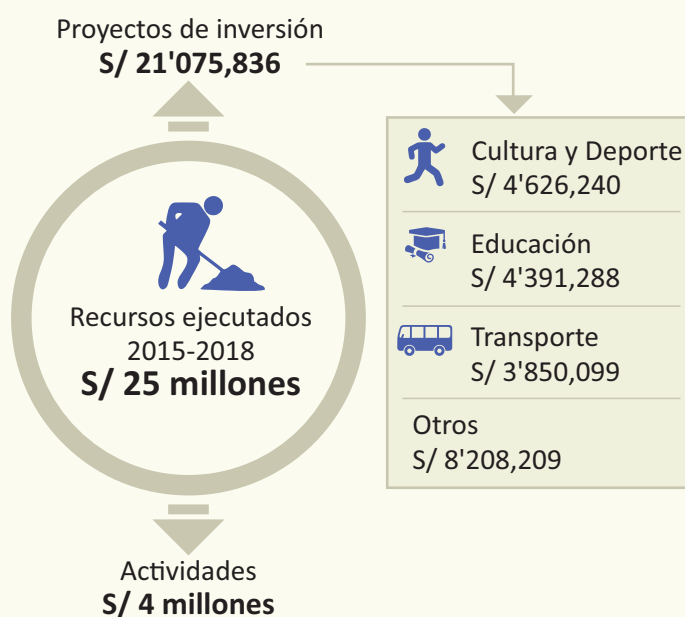 Proyectos de inversión
S/ 21'075,836
Cultura y Deporte
S/ 4'626,240
Educación
S/ 4'391,288
Transporte
S/ 3'850,099
Otros
S/ 8'208,209
Recursos ejecutados
2015-2018
S/ 25 millones
Actividades
S/ 4 millones